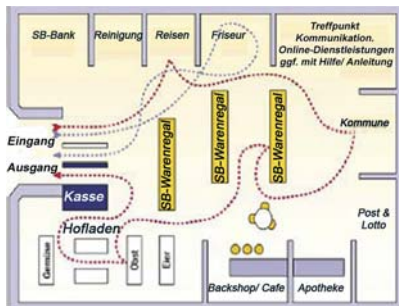 SB-Bank
Reinigung
Reisen
Friseur
Treffpunkt
Kommunikation.
Online-Dienstleistungen
ggf. mit Hilfe/ Anleitung
Eingang
Ausgang
Kasse
SB-Warenregal
SB-Warenregal
SB-Warenregal
Kommune
Hofladen
Gemüse
Obst
Eier
Post &
Lotto
Backshop/ Cafe
Apotheke